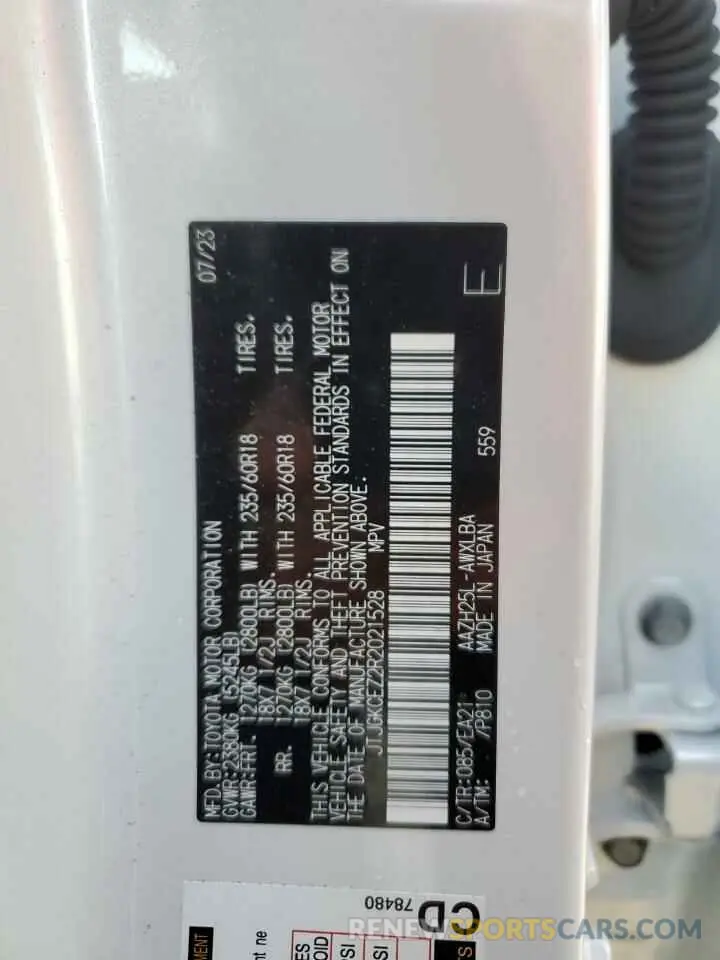 MFD. BY: TOYOTA MOTOR CORPORATION 07/23
GVWR: 2380KG (5245LB)
GAWR: FRT 1270KG (2800LB) WITH 235/60R18 TIRES.
18X7 1/2J RIMS.
RR. 1270KG (2800LB) WITH 235/60R18 TIRES.
18X7 1/2J RIMS.
THIS VEHICLE CONFORMS TO ALL APPLICABLE FEDERAL MOTOR
VEHICLE SAFETY AND THEFT PREVENTION STANDARDS IN EFFECT ON
THE DATE OF MANUFACTURE SHOWN ABOVE.
JTJGKCEZ2R2021528 MPV
C/TR: 085/EA21 AAZH25L-AWXLBA
A/TM: /P810 MADE IN JAPAN 559
E
CD
78480
RENEWSPORTSCARS.COM